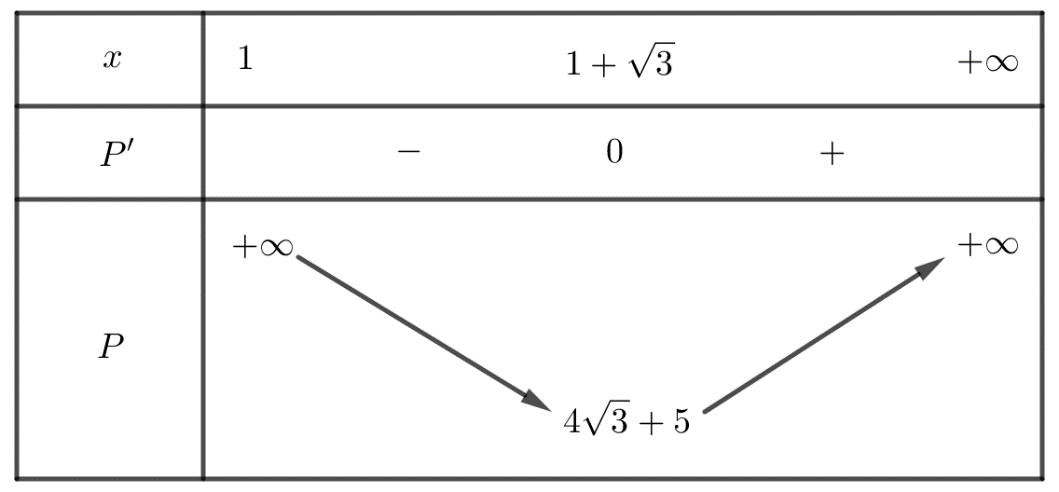 x 1 1 + √3 +∞
P′ − 0 +
+∞ +∞
P
4√3 + 5